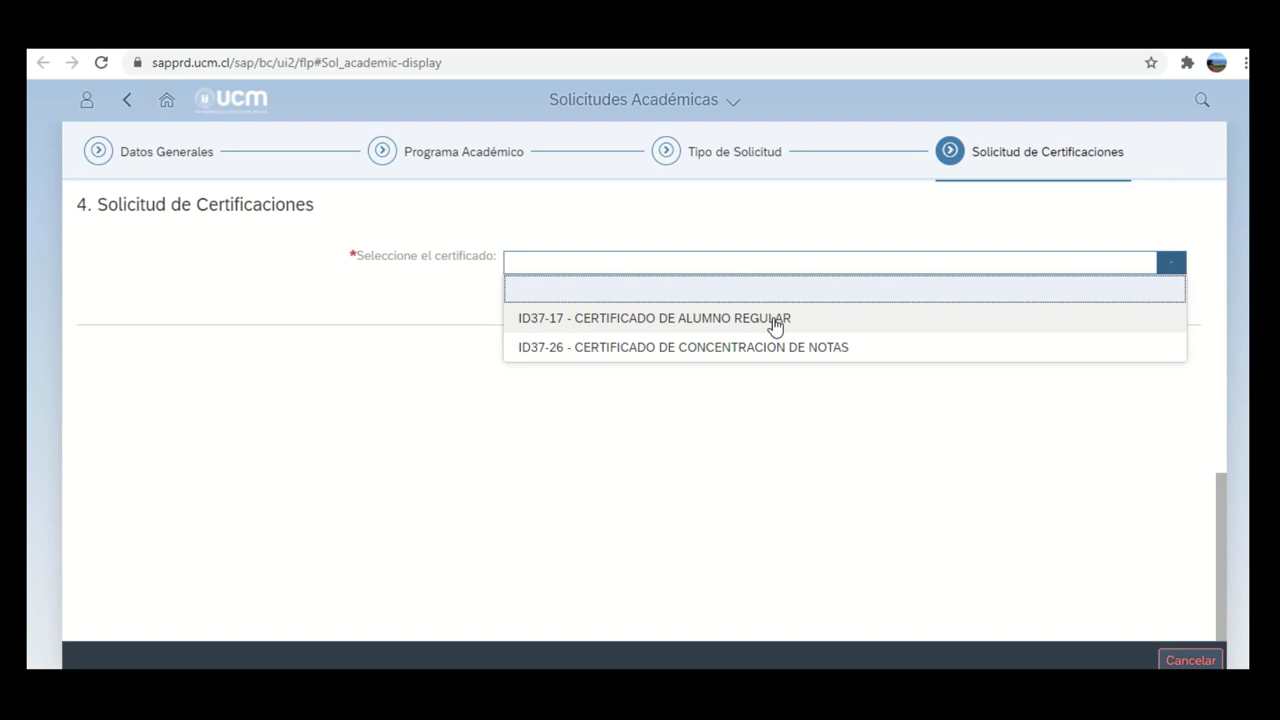 sapprd.ucm.cl/sap/bc/ui2/flp#Sol_academic-display
ucm
Solicitudes Académicas
Datos Generales
Programa Académico
Tipo de Solicitud
Solicitud de Certificaciones
4. Solicitud de Certificaciones
*Seleccione el certificado:
ID37-17 - CERTIFICADO DE ALUMNO REGULAR
ID37-26 - CERTIFICADO DE CONCENTRACION DE NOTAS
Cancelar